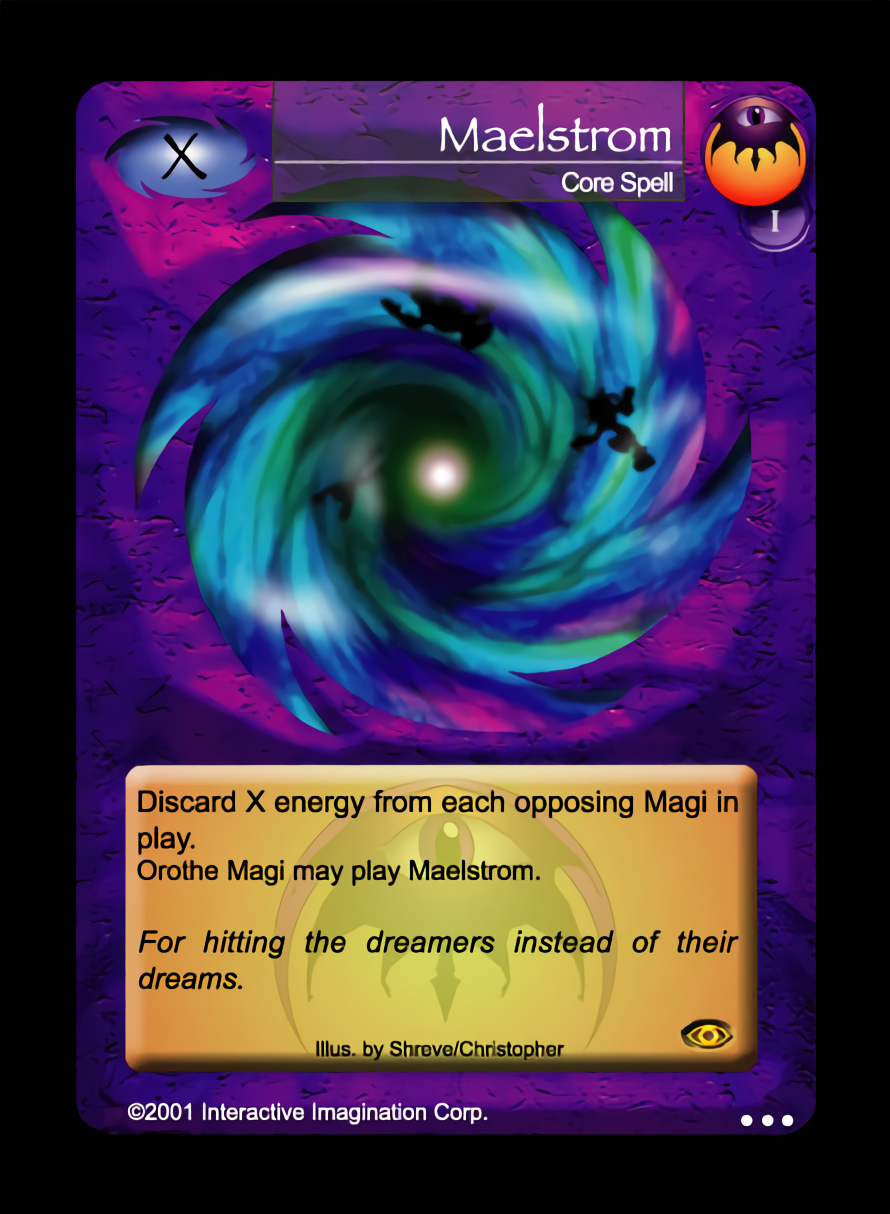 X
Maelstrom
Core Spell
I
Discard X energy from each opposing Magi in
play.
Orothe Magi may play Maelstrom.
For hitting the dreamers instead of their
dreams.
Illus. by Shreve/Christopher
©2001 Interactive Imagination Corp.